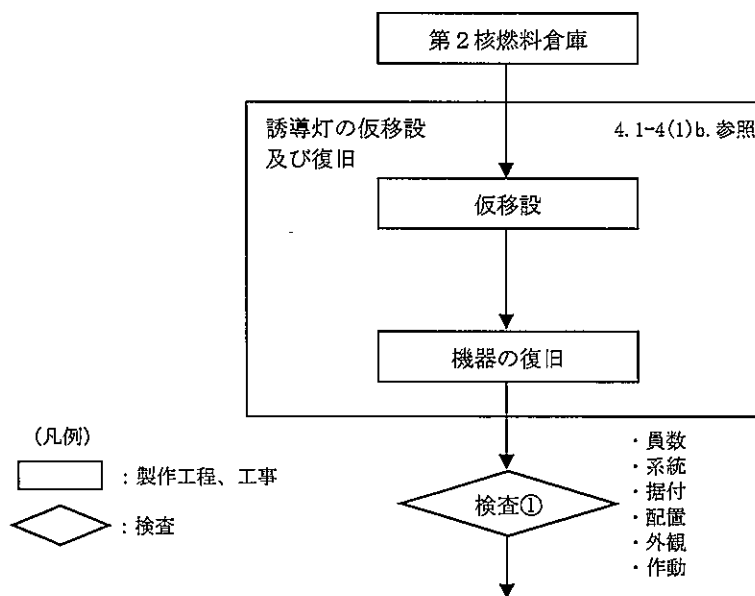 第２核燃料倉庫
誘導灯の仮移設
及び復旧
4.1-4(1)b.参照
仮移設
機器の復旧
(凡例)
：製作工程、工事
：検査
検査①
・員数
・系統
・据付
・配置
・外観
・作動